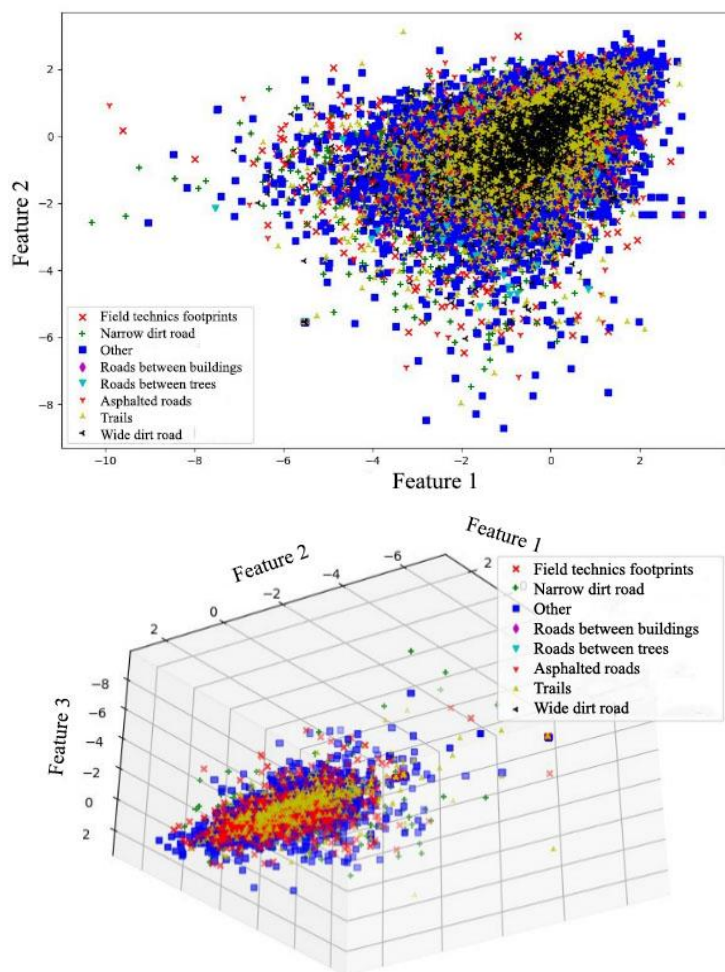 2
0
−2
−4
−6
−8
Feature 2
Field technics footprints
Narrow dirt road
Other
Roads between buildings
Roads between trees
Asphalted roads
Trails
Wide dirt road
−10
−8
−6
−4
−2
0
2
Feature 1
Feature 2
Feature 1
2
0
−2
−4
−6
2
0
−8
−6
−4
−2
0
2
Feature 3
Field technics footprints
Narrow dirt road
Other
Roads between buildings
Roads between trees
Asphalted roads
Trails
Wide dirt road